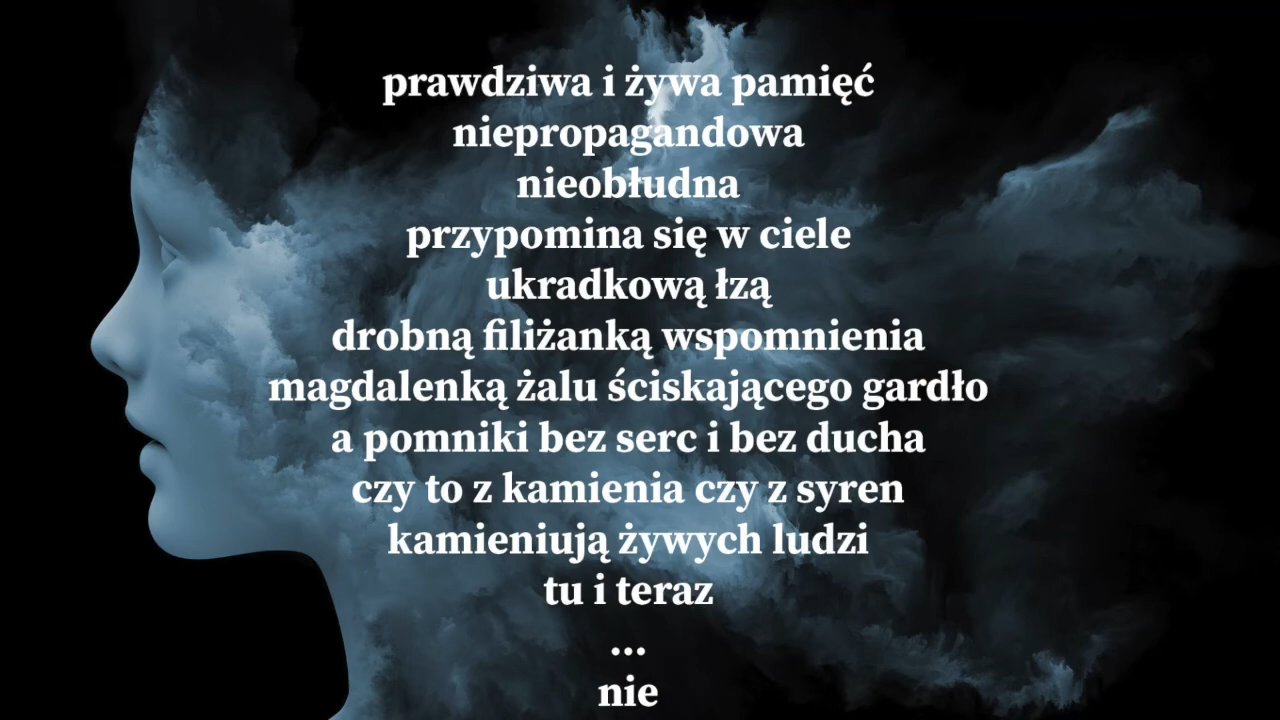 prawdziwa i żywa pamięć
niepropagandowa
nieobłudna
przypomina się w ciele
ukradkową łzą
drobną filiżanką wspomnienia
magdalenką żalu ściskającego gardło
a pomniki bez serc i bez ducha
czy to z kamienia czy z syren
kamieniują żywych ludzi
tu i teraz
...
nie